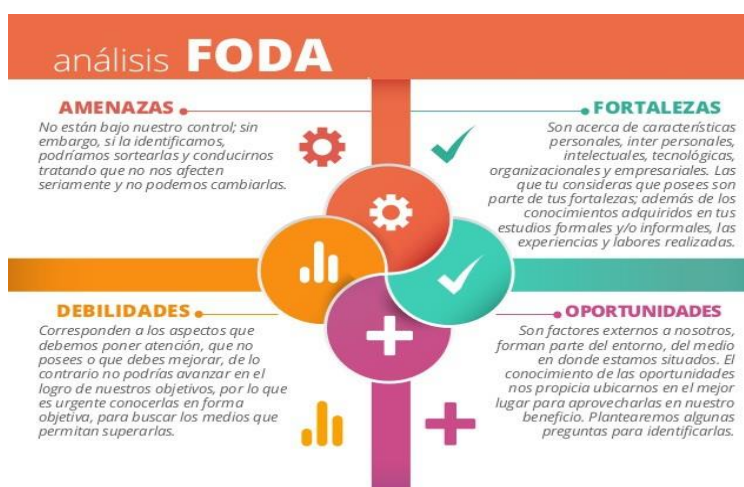 análisis FODA
AMENAZAS
No están bajo nuestro control; sin
embargo, si la identificamos,
podríamos sortearlas y conducirnos
tratando que no nos afecten
seriamente y no podemos cambiarlas.
FORTALEZAS
Son acerca de características
personales, inter personales,
intelectuales, tecnológicas,
organizacionales y empresariales. Las
que tu consideras que posees son
parte de tus fortalezas; además de los
conocimientos adquiridos en tus
estudios formales y/o informales, las
experiencias y labores realizadas.
DEBILIDADES
Corresponden a los aspectos que
debemos poner atención, que no
posees o que debes mejorar, de lo
contrario no podrías avanzar en el
logro de nuestros objetivos, por lo que
es urgente conocerlas en forma
objetiva, para buscar los medios que
permitan superarlas.
OPORTUNIDADES
Son factores externos a nosotros,
forman parte del entorno, del medio
en donde estamos situados. El
conocimiento de las oportunidades
nos propicia ubicarnos en el mejor
lugar para aprovecharlas en nuestro
beneficio. Plantearemos algunas
preguntas para identificarlas.